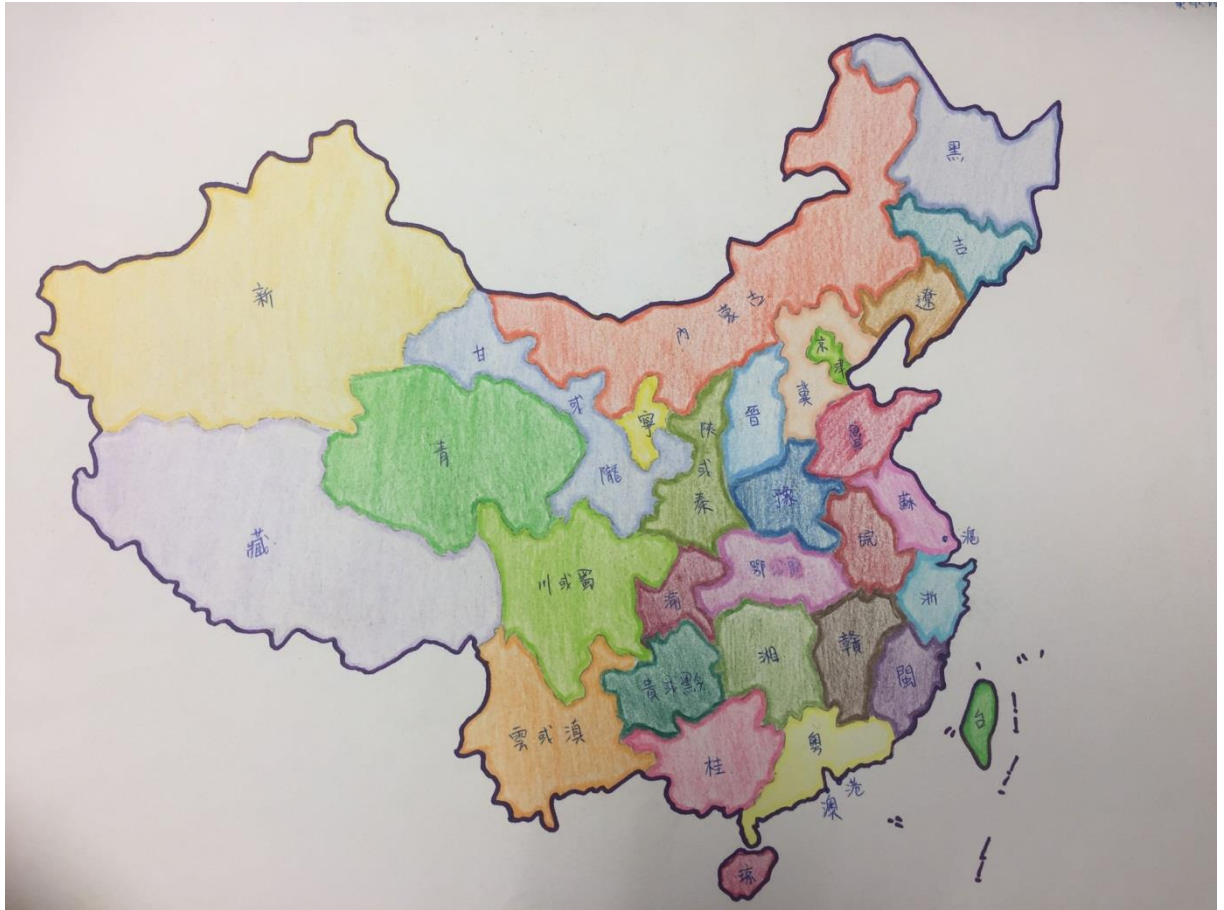 黑
吉
新
遼
內蒙古
甘
或
隴
京
津
冀
寧
晉
陝
或
秦
魯
青
豫
蘇
藏
皖
滬
川或蜀
鄂
浙
湘
贛
閩
貴或黔
台
雲或滇
粵
桂
港
澳
琼